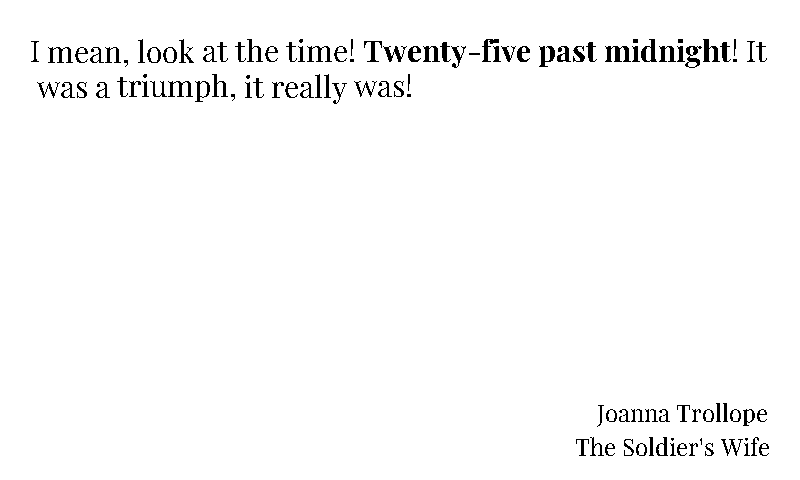 I mean, look at the time! Twenty-five past midnight! It
was a triumph, it really was!
Joanna Trollope
The Soldier's Wife